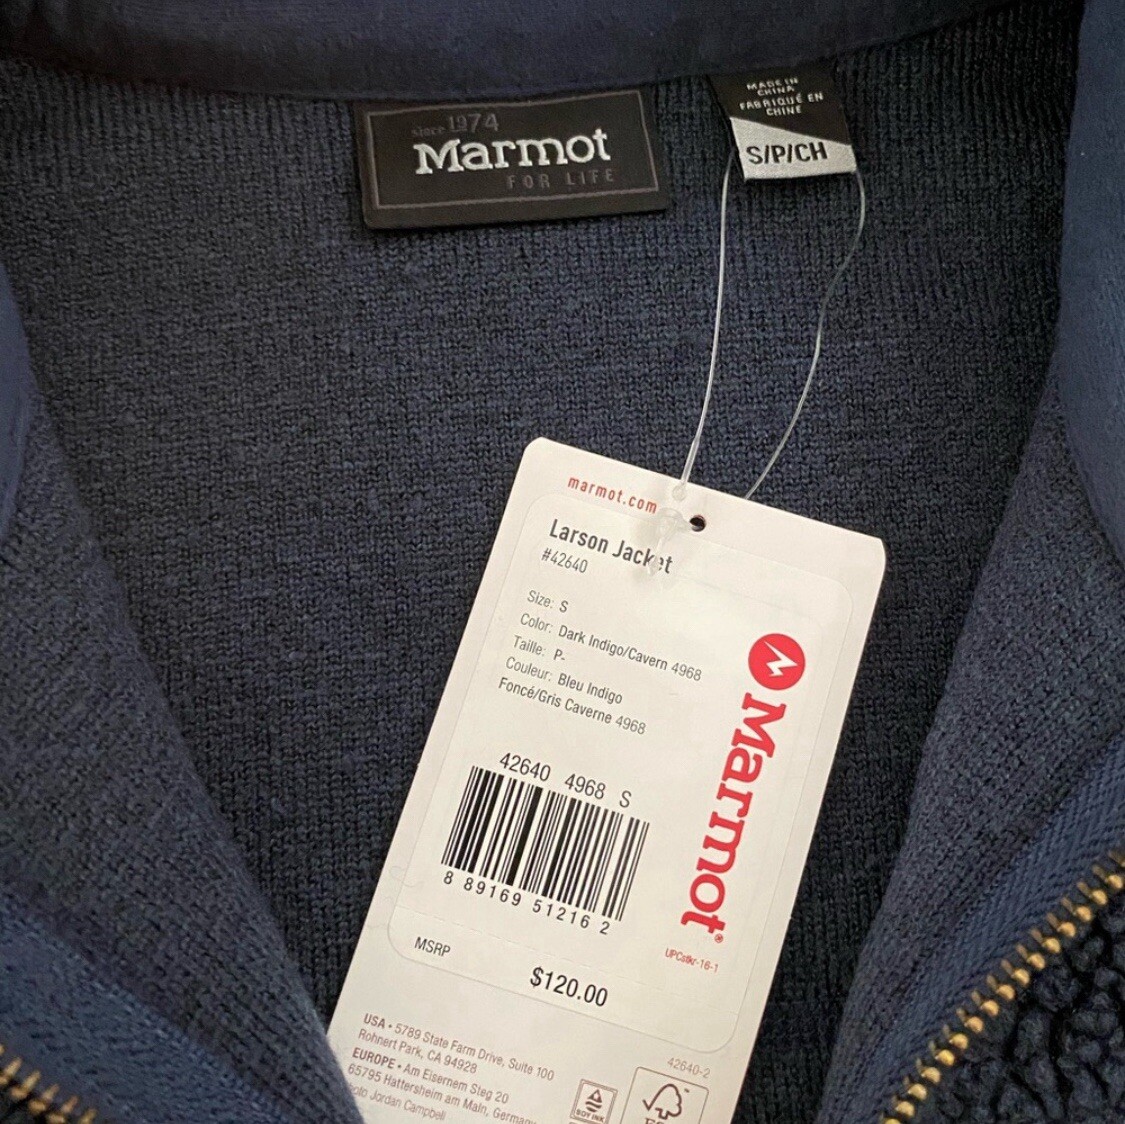 since 1974
Marmot
FOR LIFE
MADE IN
CHINA
FABRIQUÉ EN
CHINE
S/P/CH
marmot.com
Larson Jacket
#42640
Size: S
Color: Dark Indigo/Cavern 4968
Taille: P-
Couleur: Bleu Indigo
Foncé/Gris Caverne 4968
42640 4968 S
8 89169 51216 2
MSRP
$120.00
Marmot®
UPCstkr-16-1
USA • 5789 State Farm Drive, Suite 100
Rohnert Park, CA 94928
EUROPE • Am Eisernem Steg 20
65795 Hattersheim am Main, Germany
Jordan Campbell
42640-2
SOY INK